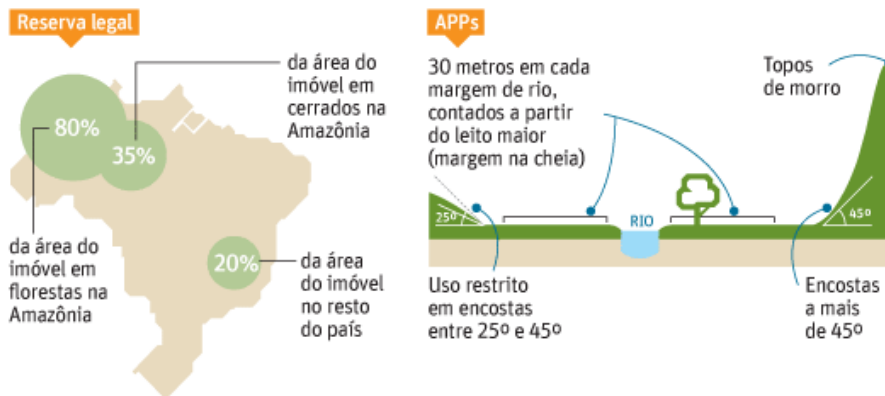 Reserva legal
da área do
imóvel em
cerrados na
Amazônia
80%
35%
da área do
imóvel em
florestas na
Amazônia
20%
da área
do imóvel
no resto
do país
APPs
30 metros em cada
margem de rio,
contados a partir
do leito maior
(margem na cheia)
Topos
de morro
25º
RIO
45º
Uso restrito
em encostas
entre 25º e 45º
Encostas
a mais
de 45º